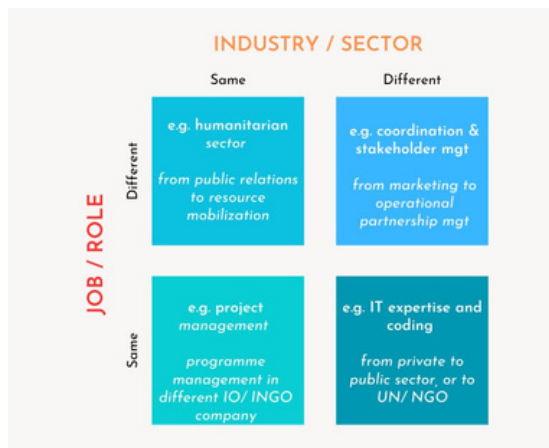 INDUSTRY / SECTOR
Same
Different
JOB / ROLE
Different
e.g. humanitarian
sector
from public relations
to resource
mobilization
e.g. coordination &
stakeholder mgt
from marketing to
operational
partnership mgt
Same
e.g. project
management
programme
management in
different IO/ INGO
company
e.g. IT expertise and
coding
from private to
public sector, or to
UN/ NGO